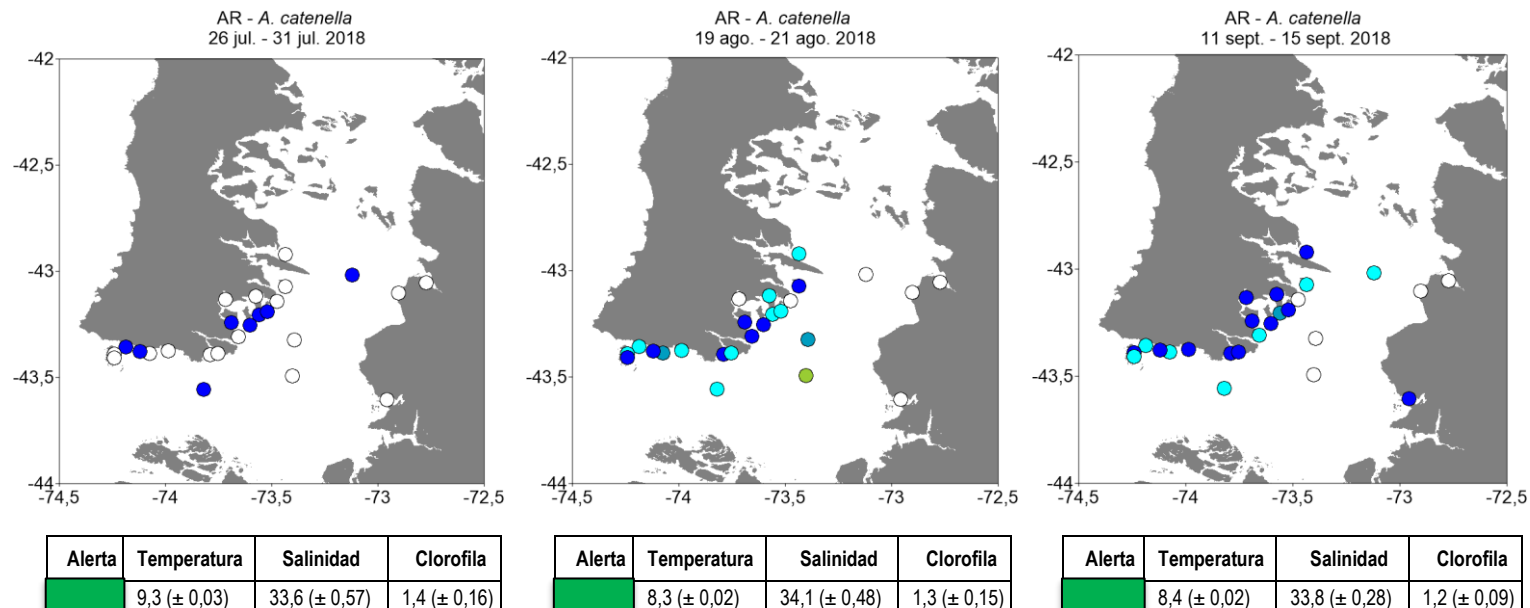 AR - A. catenella
26 jul. - 31 jul. 2018
-42
-42,5
-43
-43,5
-44
-74,5 -74 -73,5 -73 -72,5
Alerta Temperatura Salinidad Clorofila
9,3 (± 0,03) 33,6 (± 0,57) 1,4 (± 0,16)
AR - A. catenella
19 ago. - 21 ago. 2018
-42
-42,5
-43
-43,5
-44
-74,5 -74 -73,5 -73 -72,5
Alerta Temperatura Salinidad Clorofila
8,3 (± 0,02) 34,1 (± 0,48) 1,3 (± 0,15)
AR - A. catenella
11 sept. - 15 sept. 2018
-42
-42,5
-43
-43,5
-44
-74,5 -74 -73,5 -73 -72,5
Alerta Temperatura Salinidad Clorofila
8,4 (± 0,02) 33,8 (± 0,28) 1,2 (± 0,09)